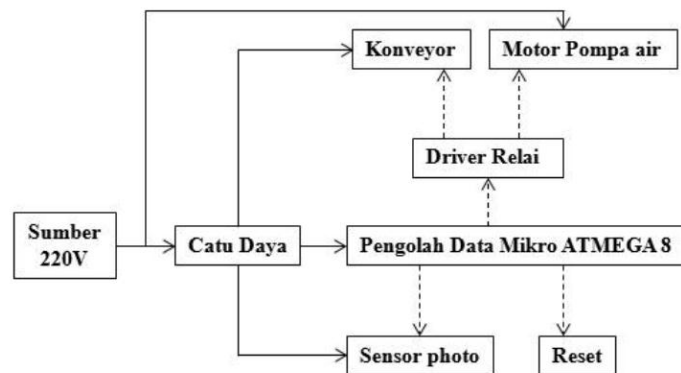 Konveyor
Motor Pompa air
Driver Relai
Sumber
220V
Catu Daya
Pengolah Data Mikro ATMEGA 8
Sensor photo
Reset